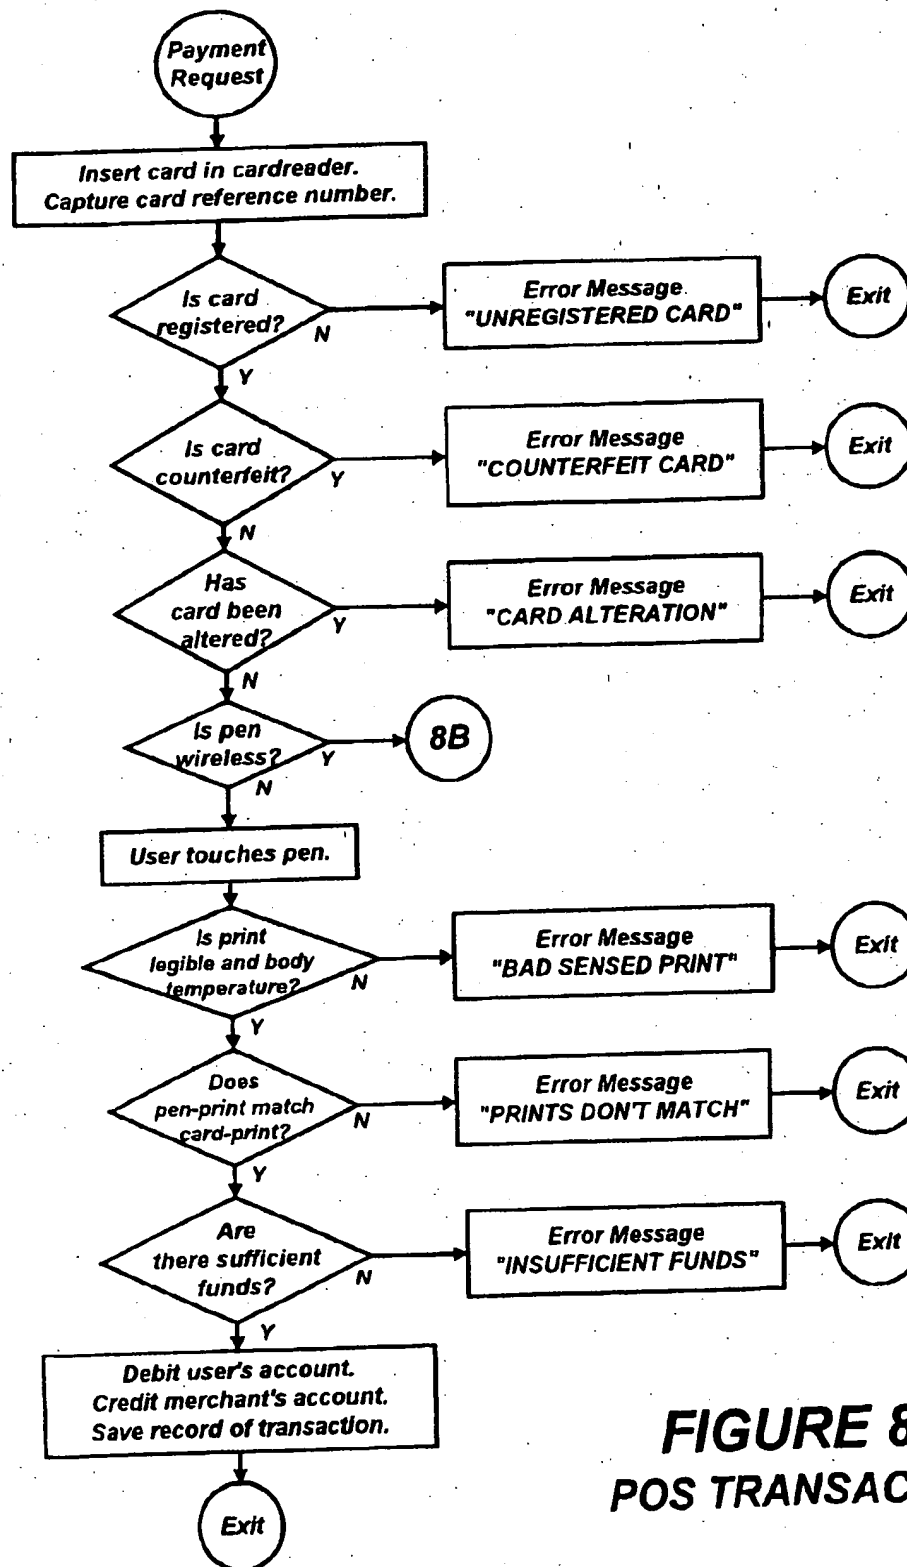 Payment
Request
Insert card in cardreader.
Capture card reference number.
Is card
registered?
N
Error Message
"UNREGISTERED CARD"
Exit
Y
Is card
counterfeit?
Y
Error Message
"COUNTERFEIT CARD"
Exit
N
Has
card been
altered?
Y
Error Message
"CARD ALTERATION"
Exit
N
Is pen
wireless?
Y
8B
N
User touches pen.
Is print
legible and body
temperature?
N
Error Message
"BAD SENSED PRINT"
Exit
Y
Does
pen-print match
card-print?
N
Error Message
"PRINTS DON'T MATCH"
Exit
Y
Are
there sufficient
funds?
N
Error Message
"INSUFFICIENT FUNDS"
Exit
Y
Debit user's account.
Credit merchant's account.
Save record of transaction.
Exit
FIGURE 8
POS TRANSAC